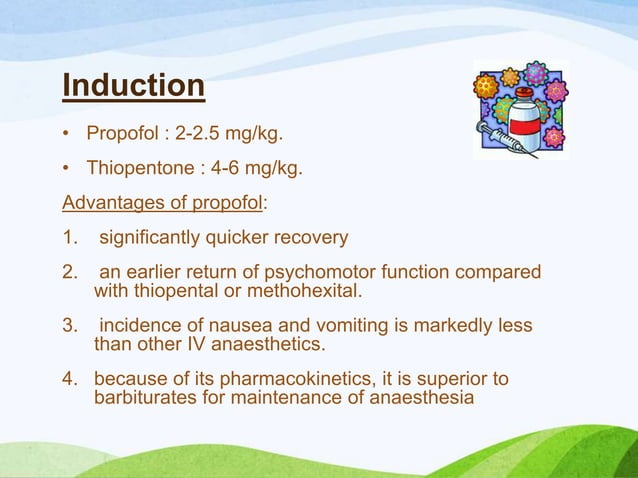 Induction
• Propofol : 2-2.5 mg/kg.
• Thiopentone : 4-6 mg/kg.
Advantages of propofol:
1. significantly quicker recovery
2. an earlier return of psychomotor function compared
with thiopental or methohexital.
3. incidence of nausea and vomiting is markedly less
than other IV anaesthetics.
4. because of its pharmacokinetics, it is superior to
barbiturates for maintenance of anaesthesia